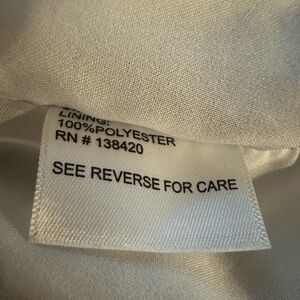 LINING:
100%POLYESTER
RN # 138420
SEE REVERSE FOR CARE